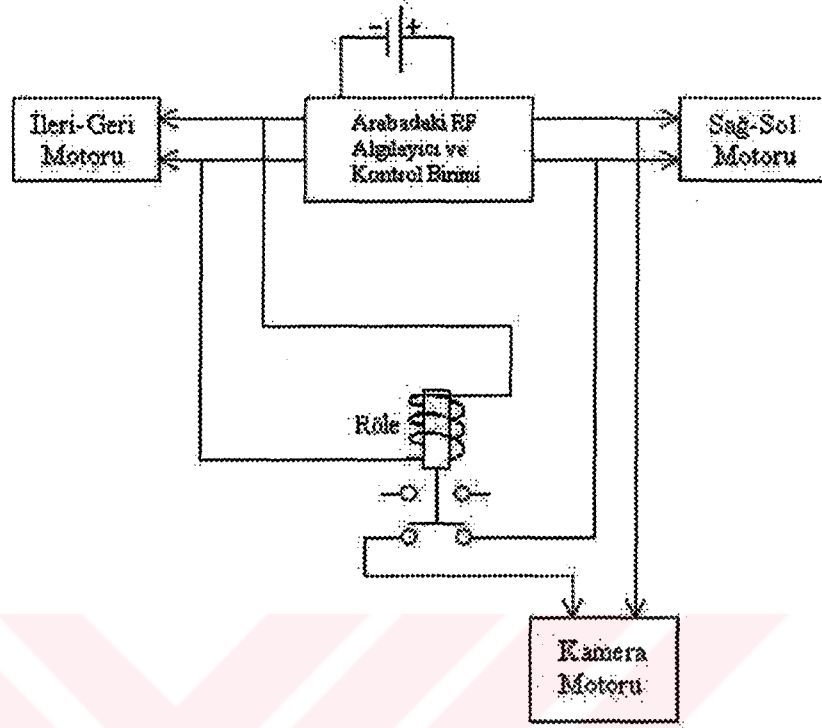 - +
İleri-Geri
Motoru
Arabadaki RF
Algılayıcı ve
Kontrol Birimi
Sağ-Sol
Motoru
Röle
Kamera
Motoru